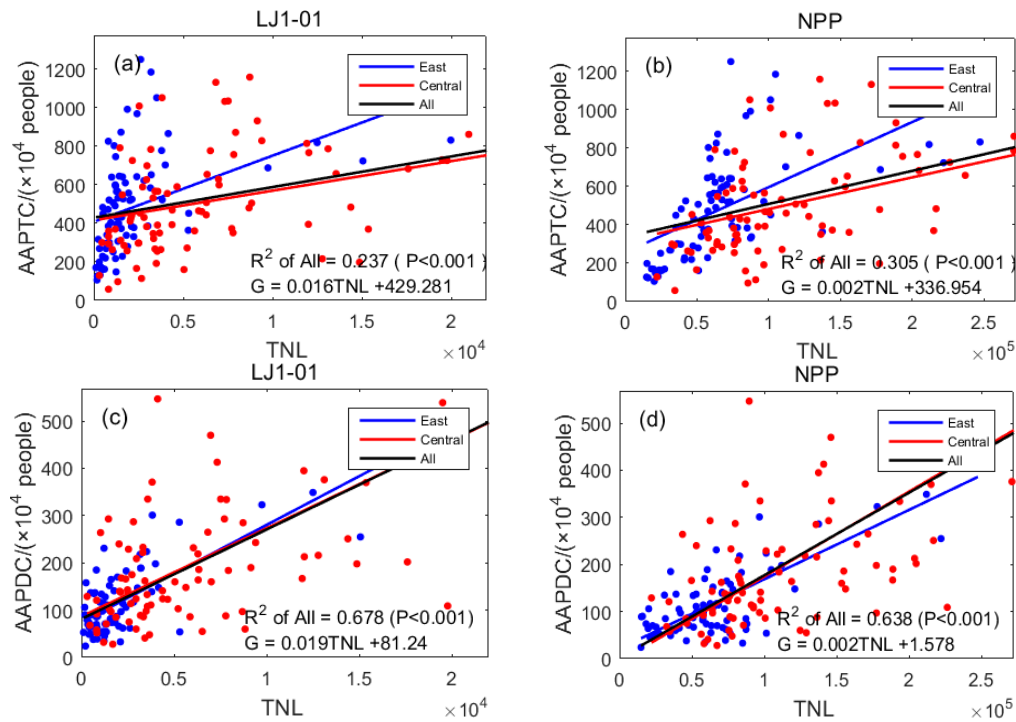 LJ1-01
(a)
AAPTC/(×10⁴ people)
1200
1000
800
600
400
200
0
East
Central
All
R² of All = 0.237 ( P<0.001 )
G = 0.016TNL +429.281
0 0.5 1 1.5 2
TNL
×10⁴
NPP
(b)
AAPTC/(×10⁴ people)
1200
1000
800
600
400
200
0
East
Central
All
R² of All = 0.305 ( P<0.001 )
G = 0.002TNL +336.954
0 0.5 1 1.5 2 2.5
TNL
×10⁵
LJ1-01
(c)
AAPDC/(×10⁴ people)
500
400
300
200
100
0
East
Central
All
R² of All = 0.678 (P<0.001)
G = 0.019TNL +81.24
0 0.5 1 1.5 2
TNL
×10⁴
NPP
(d)
AAPDC/(×10⁴ people)
500
400
300
200
100
0
East
Central
All
R² of All = 0.638 (P<0.001)
G = 0.002TNL +1.578
0 0.5 1 1.5 2 2.5
TNL
×10⁵